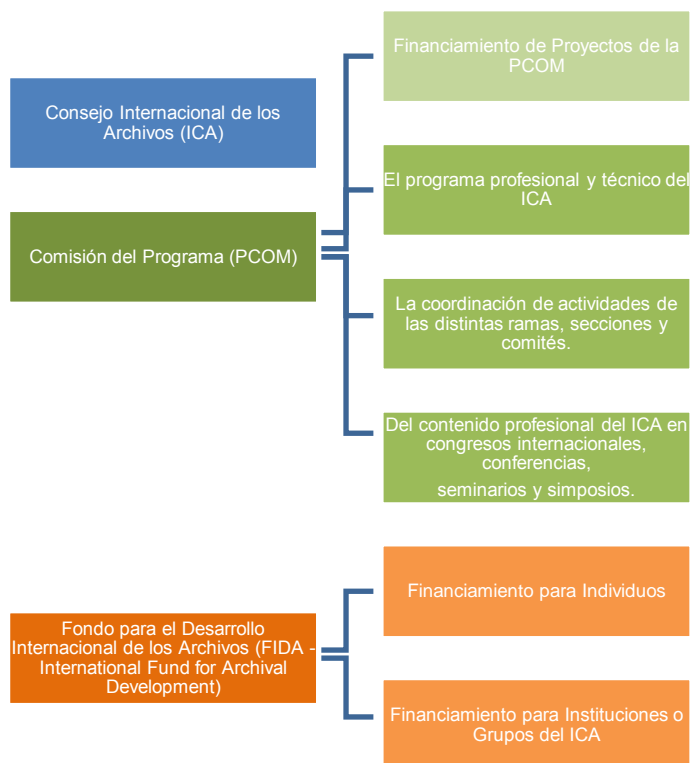 Consejo Internacional de los
Archivos (ICA)
Comisión del Programa (PCOM)
Financiamiento de Proyectos de la
PCOM
El programa profesional y técnico del
ICA
La coordinación de actividades de
las distintas ramas, secciones y
comités.
Del contenido profesional del ICA en
congresos internacionales,
conferencias,
seminarios y simposios.
Fondo para el Desarrollo
Internacional de los Archivos (FIDA -
International Fund for Archival
Development)
Financiamiento para Individuos
Financiamiento para Instituciones o
Grupos del ICA